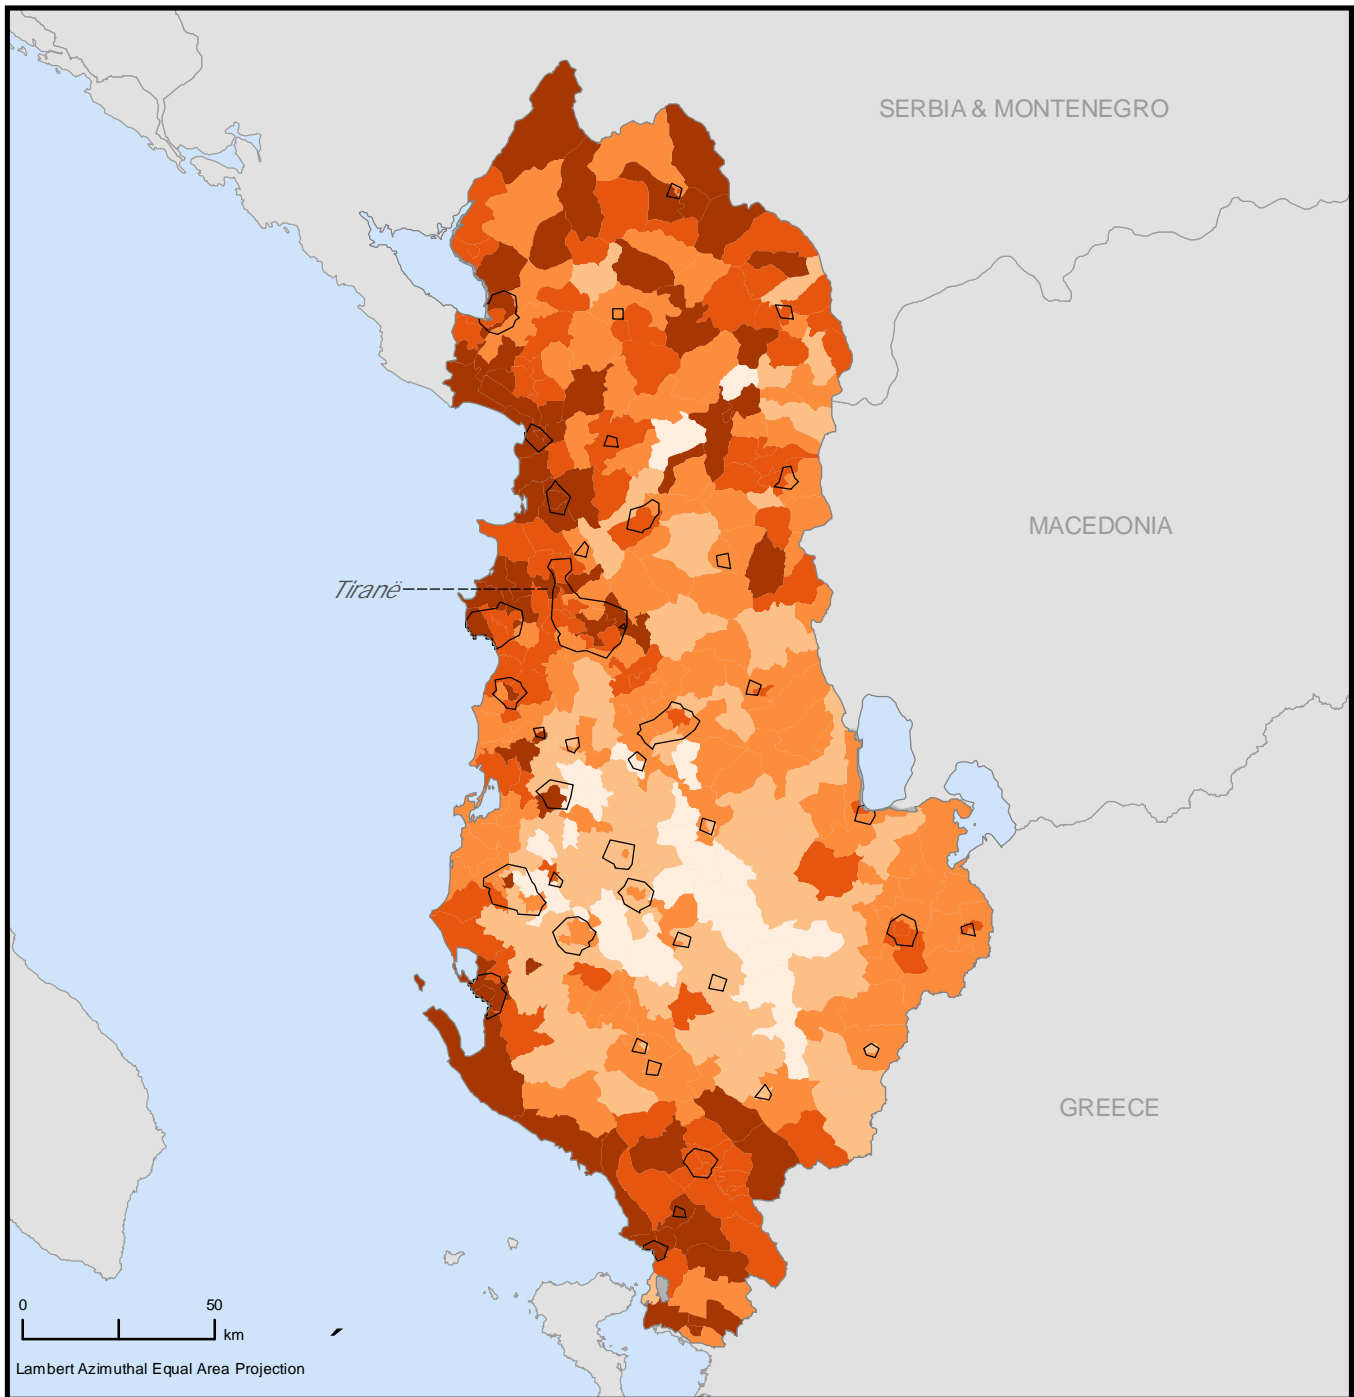 SERBIA & MONTENEGRO
MACEDONIA
Tiranë
GREECE
0 50
km
Lambert Azimuthal Equal Area Projection